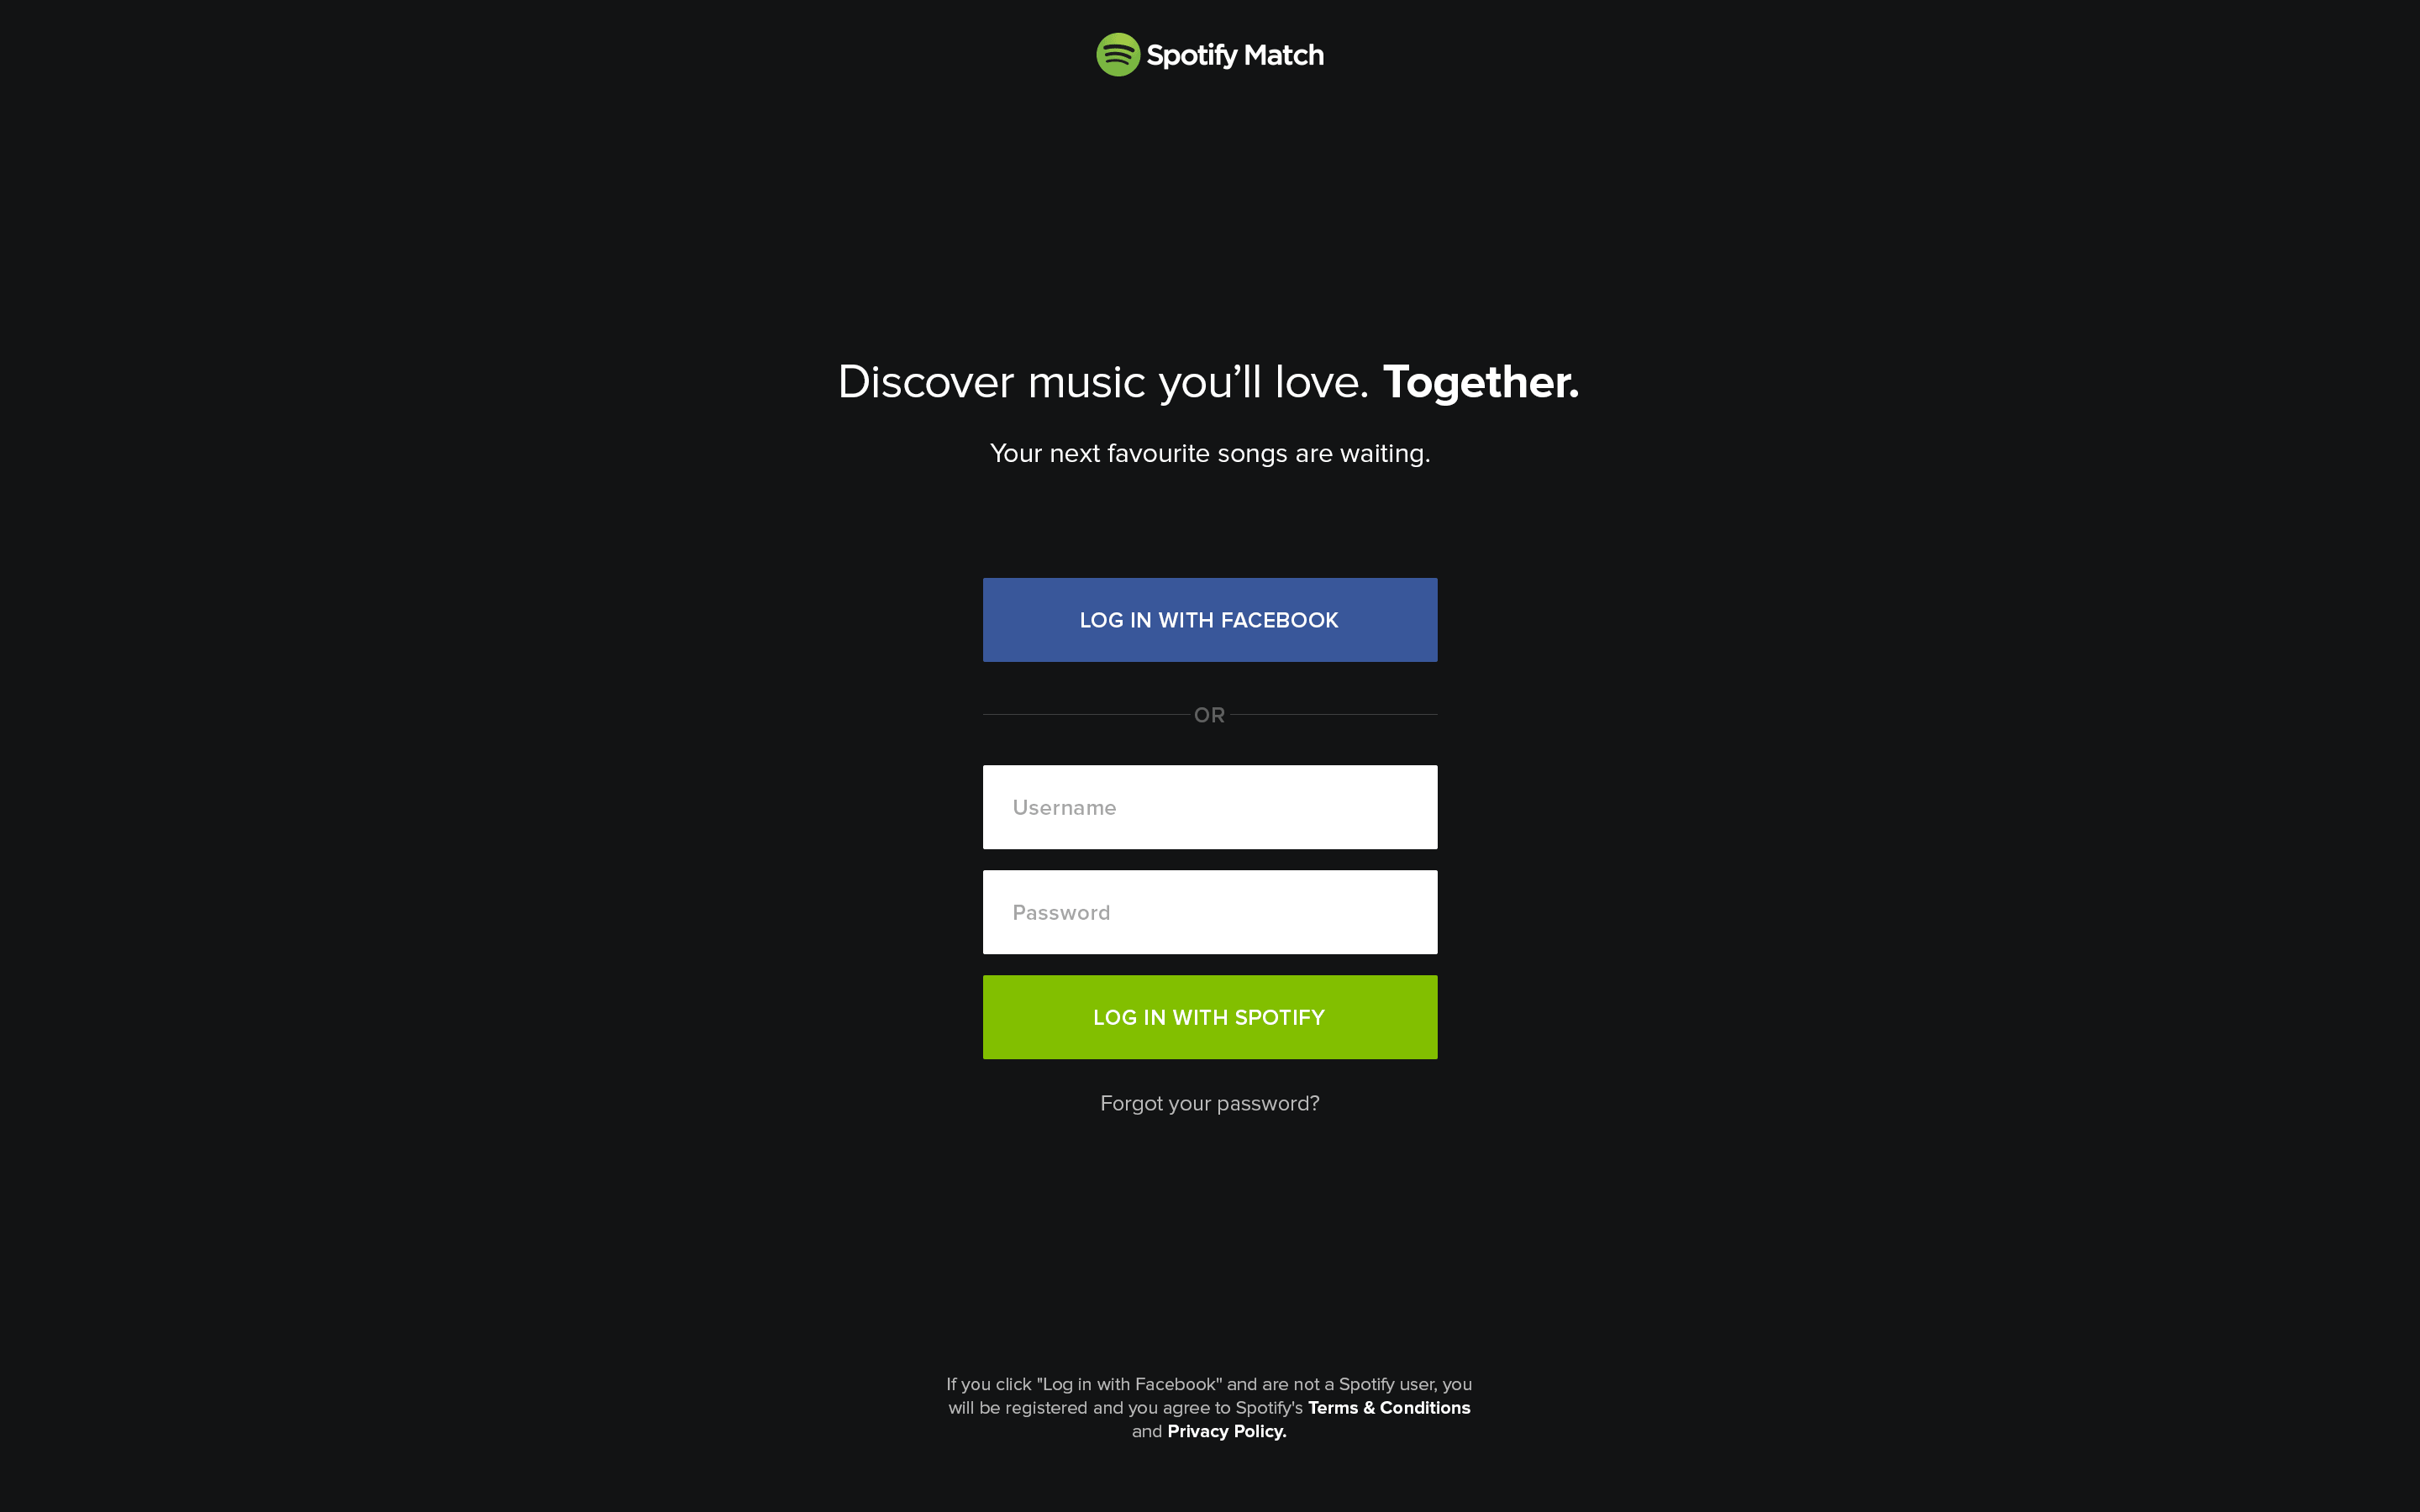 Spotify Match
Discover music you’ll love. Together.
Your next favourite songs are waiting.
LOG IN WITH FACEBOOK
OR
Username
Password
LOG IN WITH SPOTIFY
Forgot your password?
If you click "Log in with Facebook" and are not a Spotify user, you
will be registered and you agree to Spotify's Terms & Conditions
and Privacy Policy.